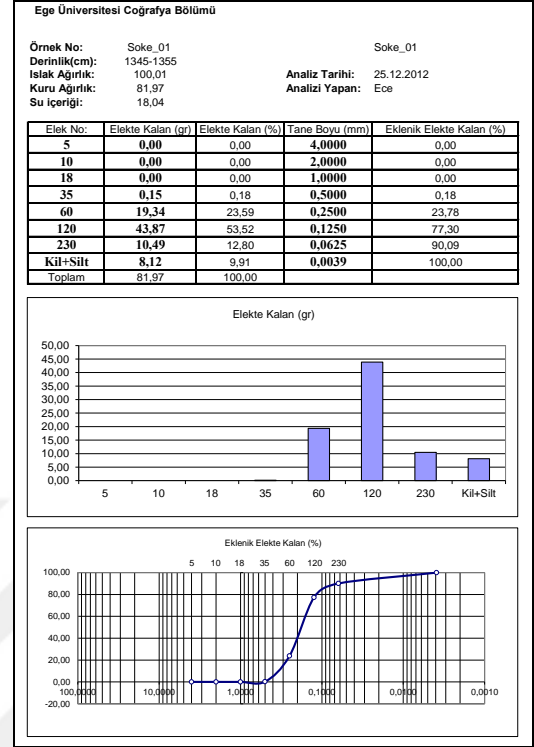 Ege Üniversitesi Coğrafya Bölümü
Örnek No: Soke_01 Soke_01
Derinlik(cm): 1345-1355
Islak Ağırlık: 100,01 Analiz Tarihi: 25.12.2012
Kuru Ağırlık: 81,97 Analizi Yapan: Ece
Su içeriği: 18,04
Elek No: Elekte Kalan (gr) Elekte Kalan (%) Tane Boyu (mm) Eklenik Elekte Kalan (%)
5 0,00 0,00 4,0000 0,00
10 0,00 0,00 2,0000 0,00
18 0,00 0,00 1,0000 0,00
35 0,15 0,18 0,5000 0,18
60 19,34 23,59 0,2500 23,78
120 43,87 53,52 0,1250 77,30
230 10,49 12,80 0,0625 90,09
Kil+Silt 8,12 9,91 0,0039 100,00
Toplam 81,97 100,00
Elekte Kalan (gr)
50,00
45,00
40,00
35,00
30,00
25,00
20,00
15,00
10,00
5,00
0,00
5 10 18 35 60 120 230 Kil+Silt
Eklenik Elekte Kalan (%)
5 10 18 35 60 120 230
100,00
80,00
60,00
40,00
20,00
0,00
100,0000 10,0000 1,0000 0,1000 0,0100 0,0010
-20,00